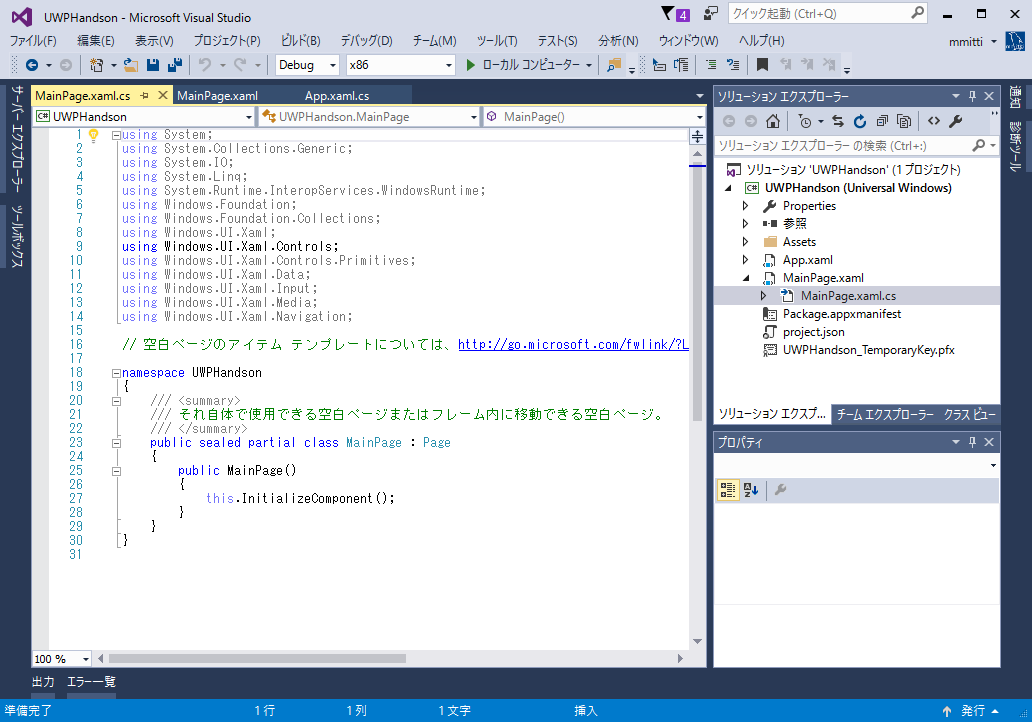 UWPHandson - Microsoft Visual Studio
4
クイック起動 (Ctrl+Q)
ファイル(F) 編集(E) 表示(V) プロジェクト(P) ビルド(B) デバッグ(D) チーム(M) ツール(T) テスト(S) 分析(N) ウィンドウ(W) ヘルプ(H)
mmitti
Debug x86 ローカル コンピューター
サーバー エクスプローラー
ツールボックス
MainPage.xaml.cs MainPage.xaml App.xaml.cs
C# UWPHandson UWPHandson.MainPage MainPage()
1 using System;
2 using System.Collections.Generic;
3 using System.IO;
4 using System.Linq;
5 using System.Runtime.InteropServices.WindowsRuntime;
6 using Windows.Foundation;
7 using Windows.Foundation.Collections;
8 using Windows.UI.Xaml;
9 using Windows.UI.Xaml.Controls;
10 using Windows.UI.Xaml.Controls.Primitives;
11 using Windows.UI.Xaml.Data;
12 using Windows.UI.Xaml.Input;
13 using Windows.UI.Xaml.Media;
14 using Windows.UI.Xaml.Navigation;
15
16 // 空白ページのアイテム テンプレートについては、http://go.microsoft.com/fwlink/?L
17
18 namespace UWPHandson
19 {
20 /// <summary>
21 /// それ自体で使用できる空白ページまたはフレーム内に移動できる空白ページ。
22 /// </summary>
23 public sealed partial class MainPage : Page
24 {
25 public MainPage()
26 {
27 this.InitializeComponent();
28 }
29 }
30 }
31
100 %
ソリューション エクスプローラー
ソリューション エクスプローラー の検索 (Ctrl+:)
ソリューション 'UWPHandson' (1 プロジェクト)
C# UWPHandson (Universal Windows)
Properties
参照
Assets
App.xaml
MainPage.xaml
MainPage.xaml.cs
Package.appxmanifest
project.json
UWPHandson_TemporaryKey.pfx
ソリューション エクスプ... チーム エクスプローラー クラス ビュー
プロパティ
通知
診断ツール
出力 エラー一覧
準備完了 1 行 1 列 1 文字 挿入 発行